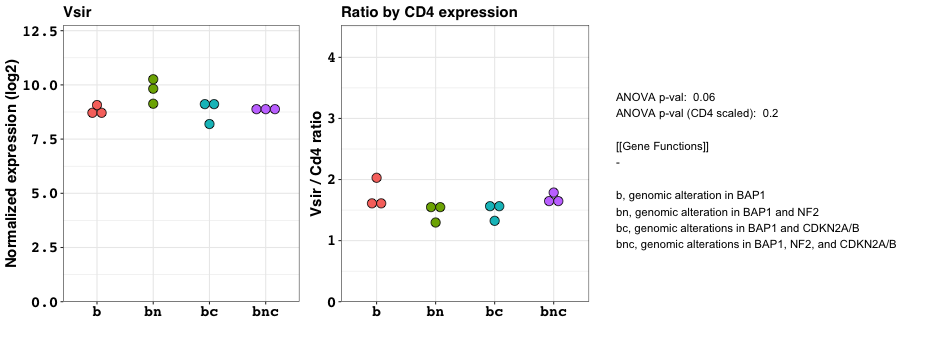 Vsir
Normalized expression (log2)
12.5
10.0
7.5
5.0
2.5
0.0
b bn bc bnc
Ratio by CD4 expression
Vsir / Cd4 ratio
4
3
2
1
0
b bn bc bnc
ANOVA p-val: 0.06
ANOVA p-val (CD4 scaled): 0.2
[[Gene Functions]]
-
b, genomic alteration in BAP1
bn, genomic alteration in BAP1 and NF2
bc, genomic alterations in BAP1 and CDKN2A/B
bnc, genomic alterations in BAP1, NF2, and CDKN2A/B